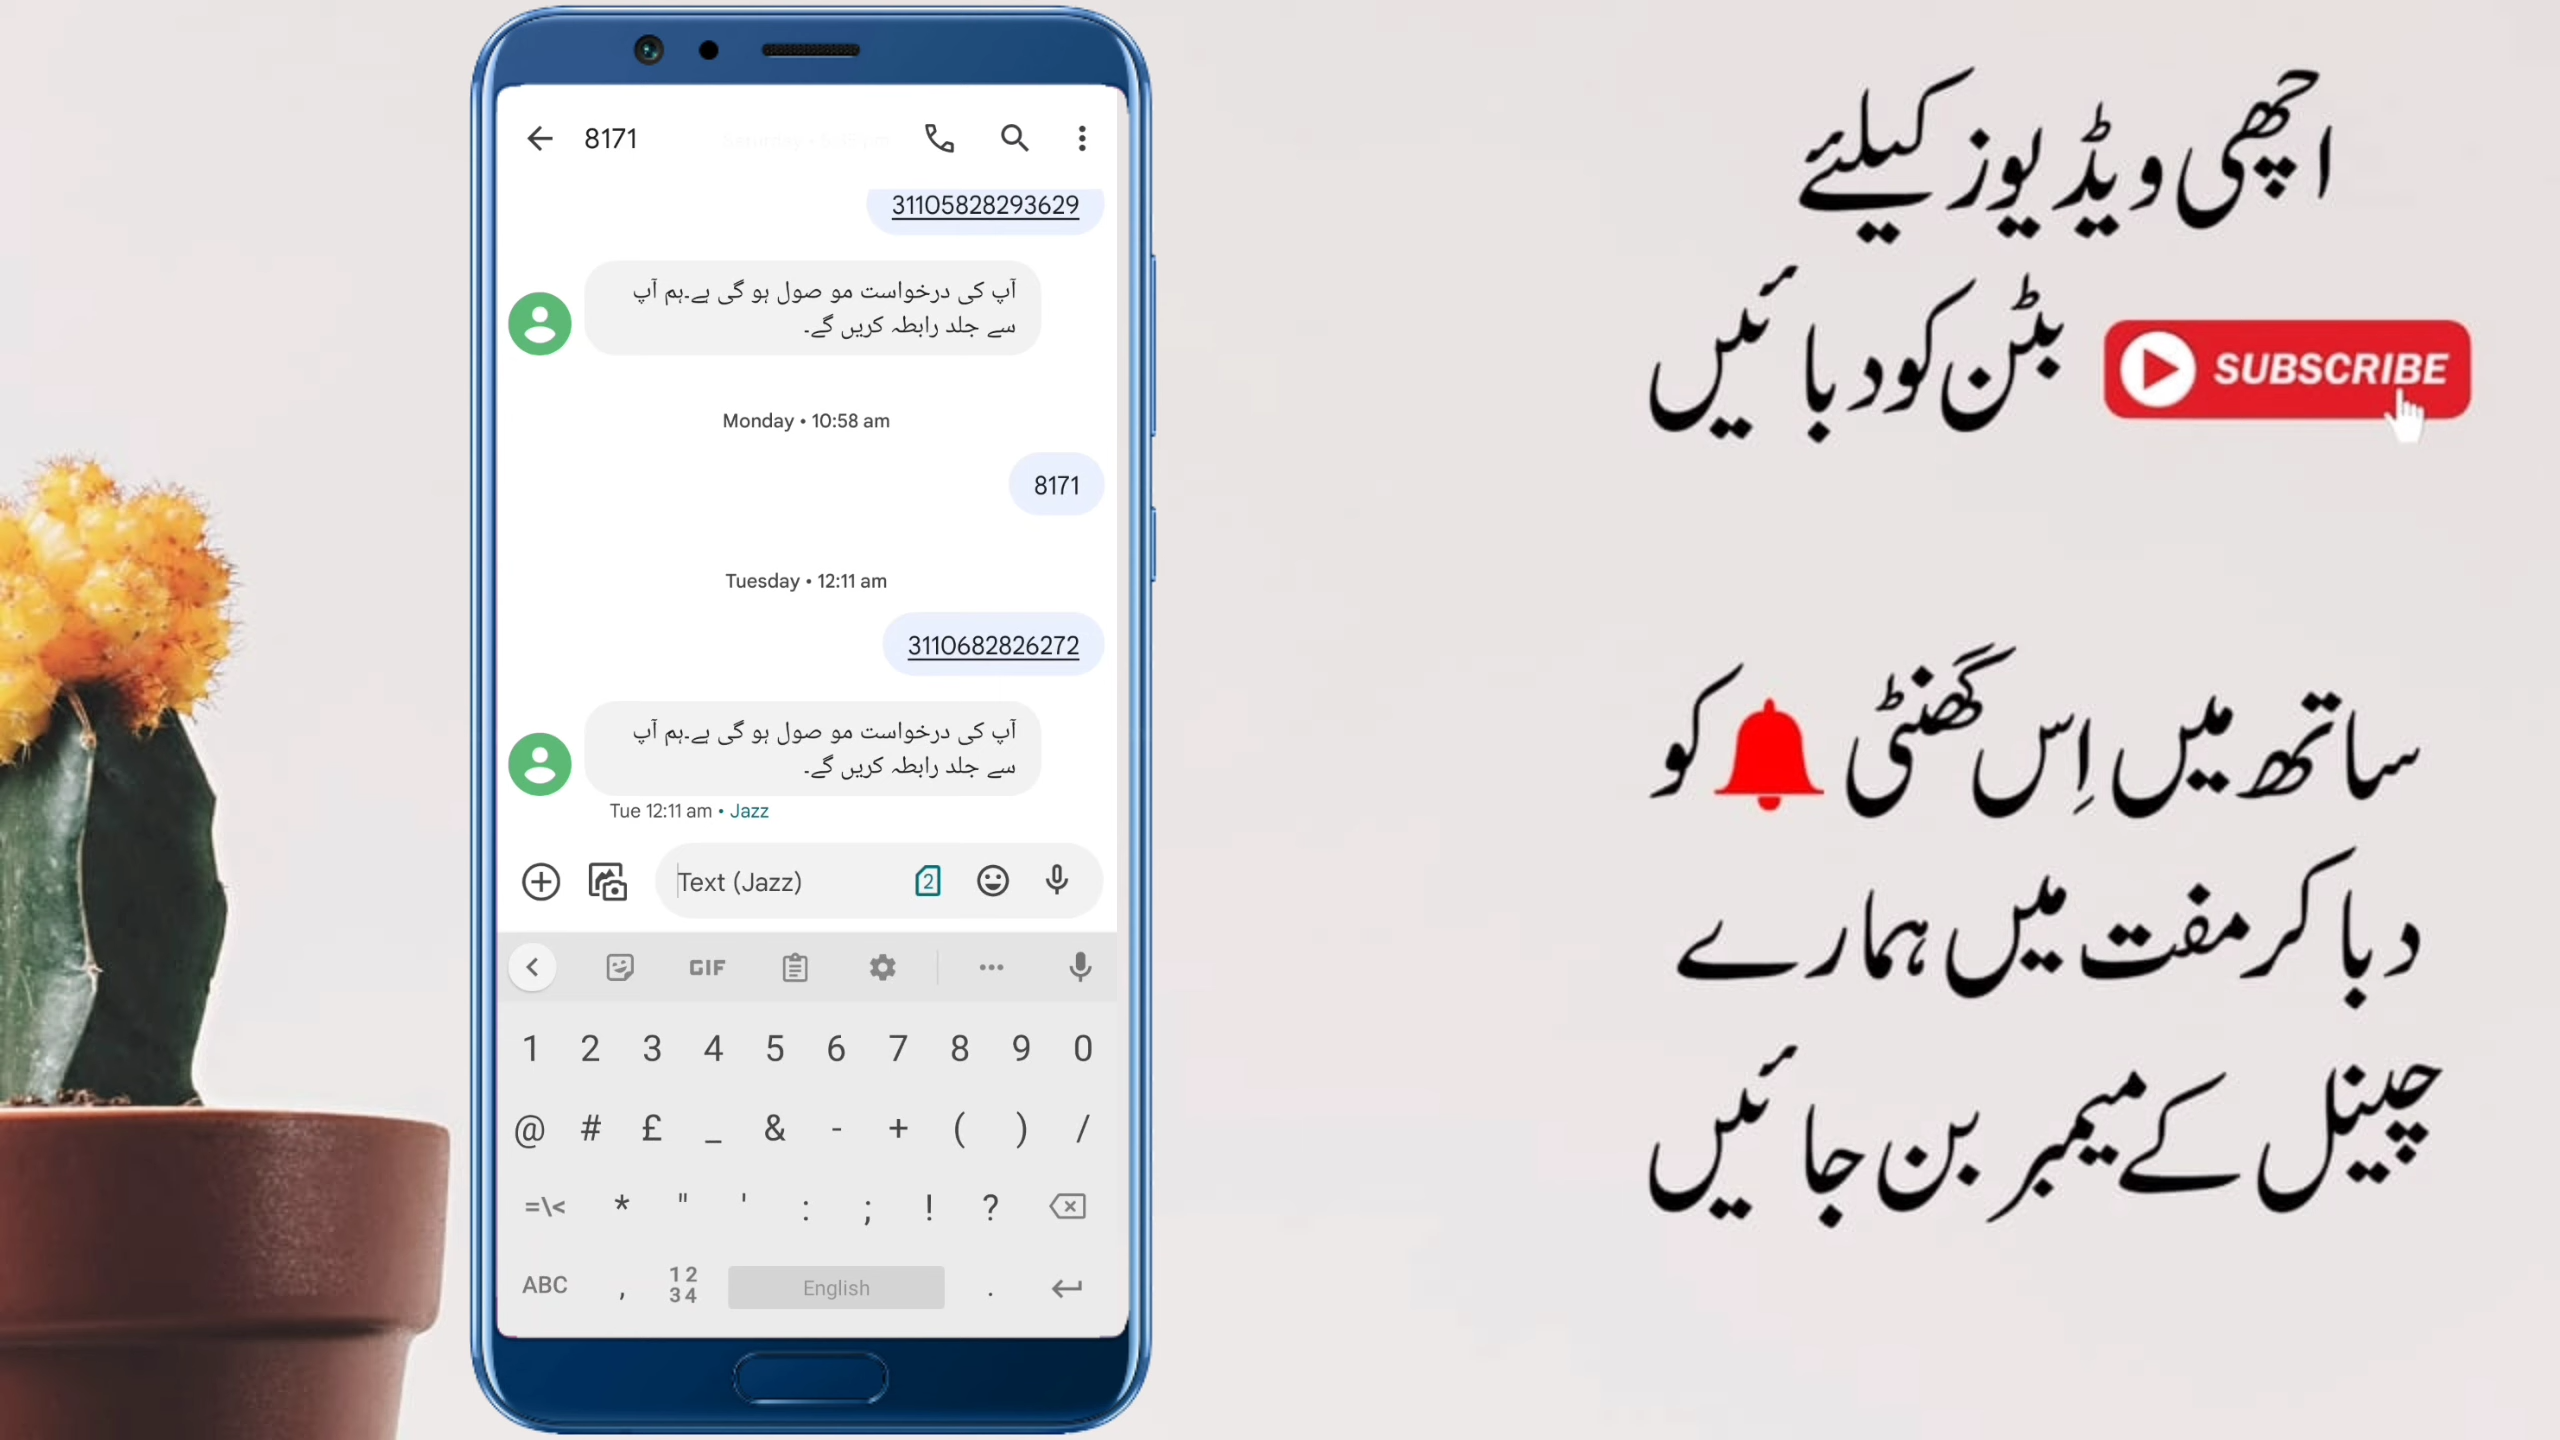 8171
31105828293629
آپ کی درخواست مو صول ہو گی ہے۔ہم آپ
سے جلد رابطہ کریں گے۔
Monday • 10:58 am
8171
Tuesday • 12:11 am
3110682826272
آپ کی درخواست مو صول ہو گی ہے۔ہم آپ
سے جلد رابطہ کریں گے۔
Tue 12:11 am • Jazz
Text (Jazz) 2
GIF
1 2 3 4 5 6 7 8 9 0
@ # £ _ & - + ( ) /
=\< * " ' : ; ! ?
ABC , 12 34 English .
اچھی ویڈیوز کیلئے
SUBSCRIBE بٹن کو دبائیں
ساتھ میں اِس گھنٹی کو
دبا کر مفت میں ہمارے
چینل کے میمبر بن جائیں